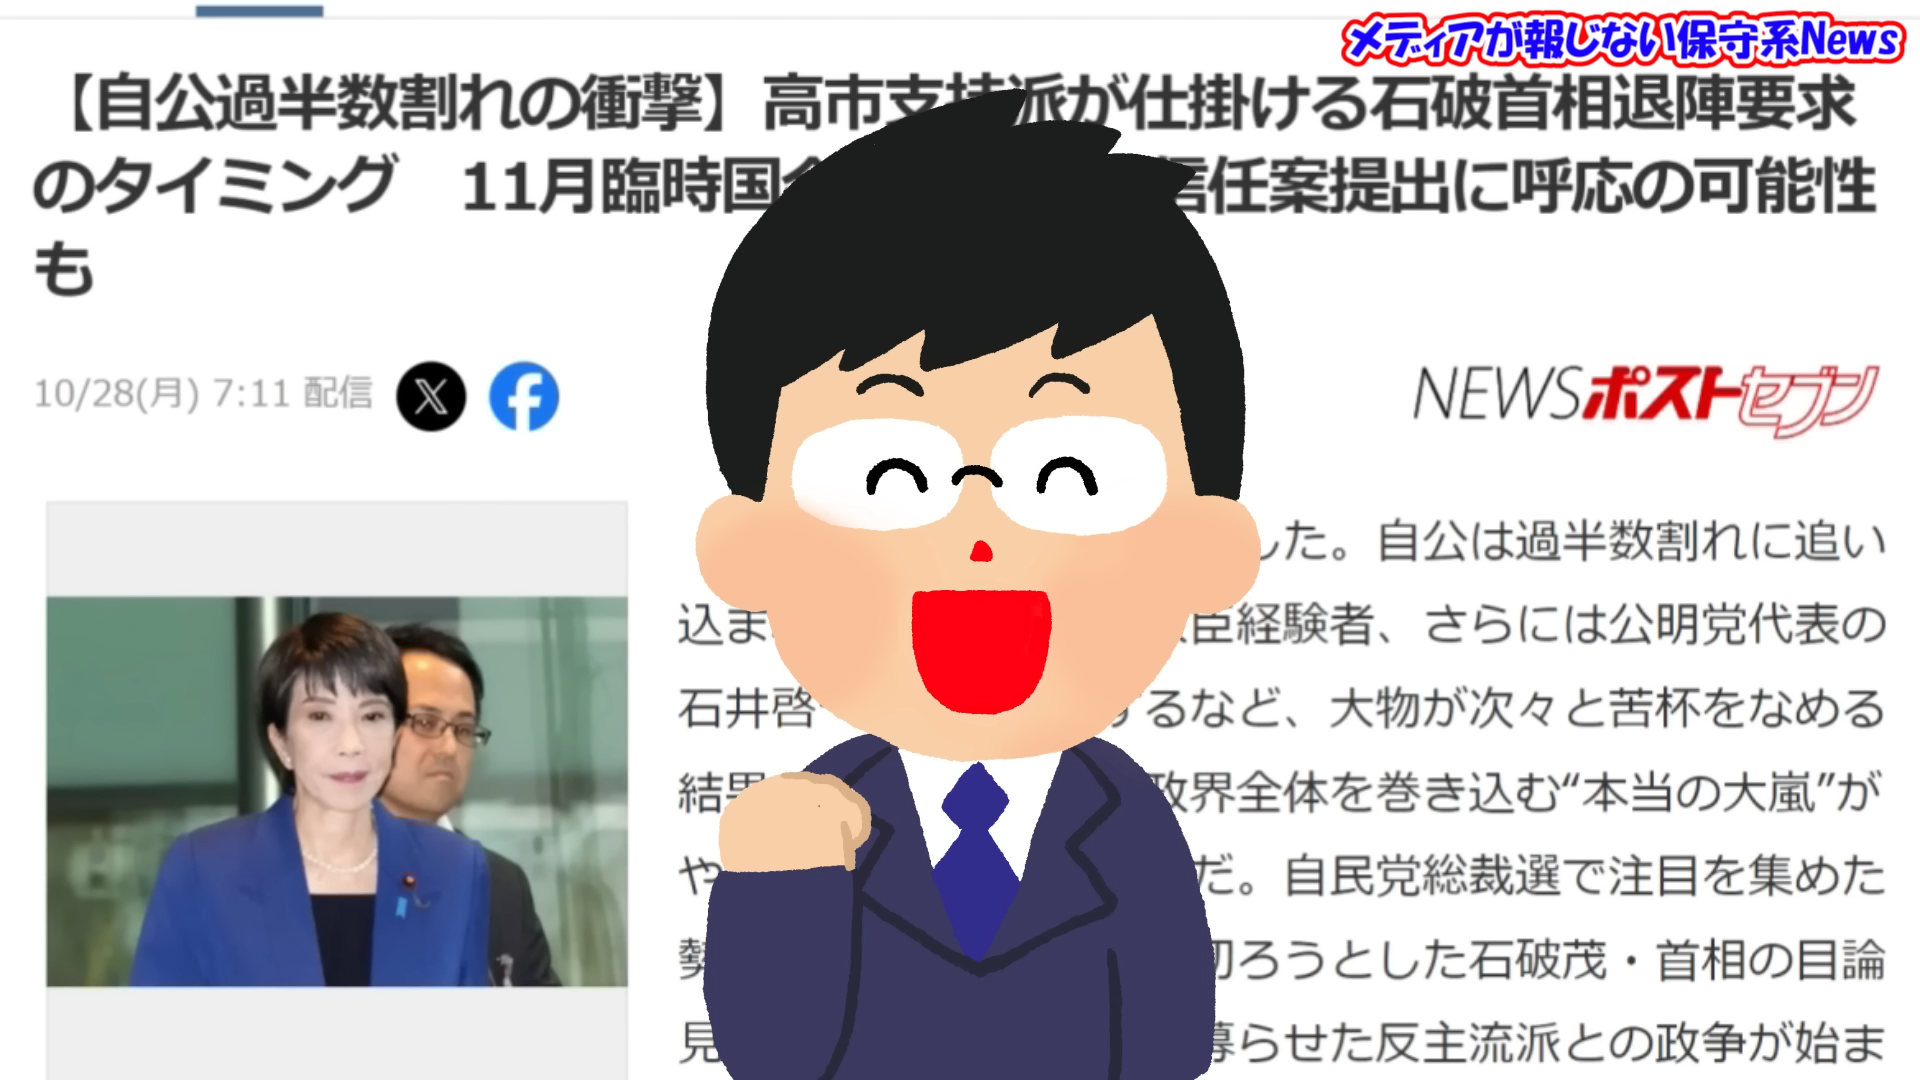 メディアが報じない保守系News
【自公過半数割れの衝撃】高市支持派が仕掛ける石破首相退陣要求
のタイミング 11月臨時国会 信任案提出に呼応の可能性
も
10/28(月) 7:11 配信
NEWSポストセブン
した。自公は過半数割れに追い
込ま 臣経験者、さらには公明党代表の
石井啓 するなど、大物が次々と苦杯をなめる
結果 政界全体を巻き込む“本当の大嵐”が
や だ。自民党総裁選で注目を集めた
勢 切ろうとした石破茂・首相の目論
見 募らせた反主流派との政争が始ま